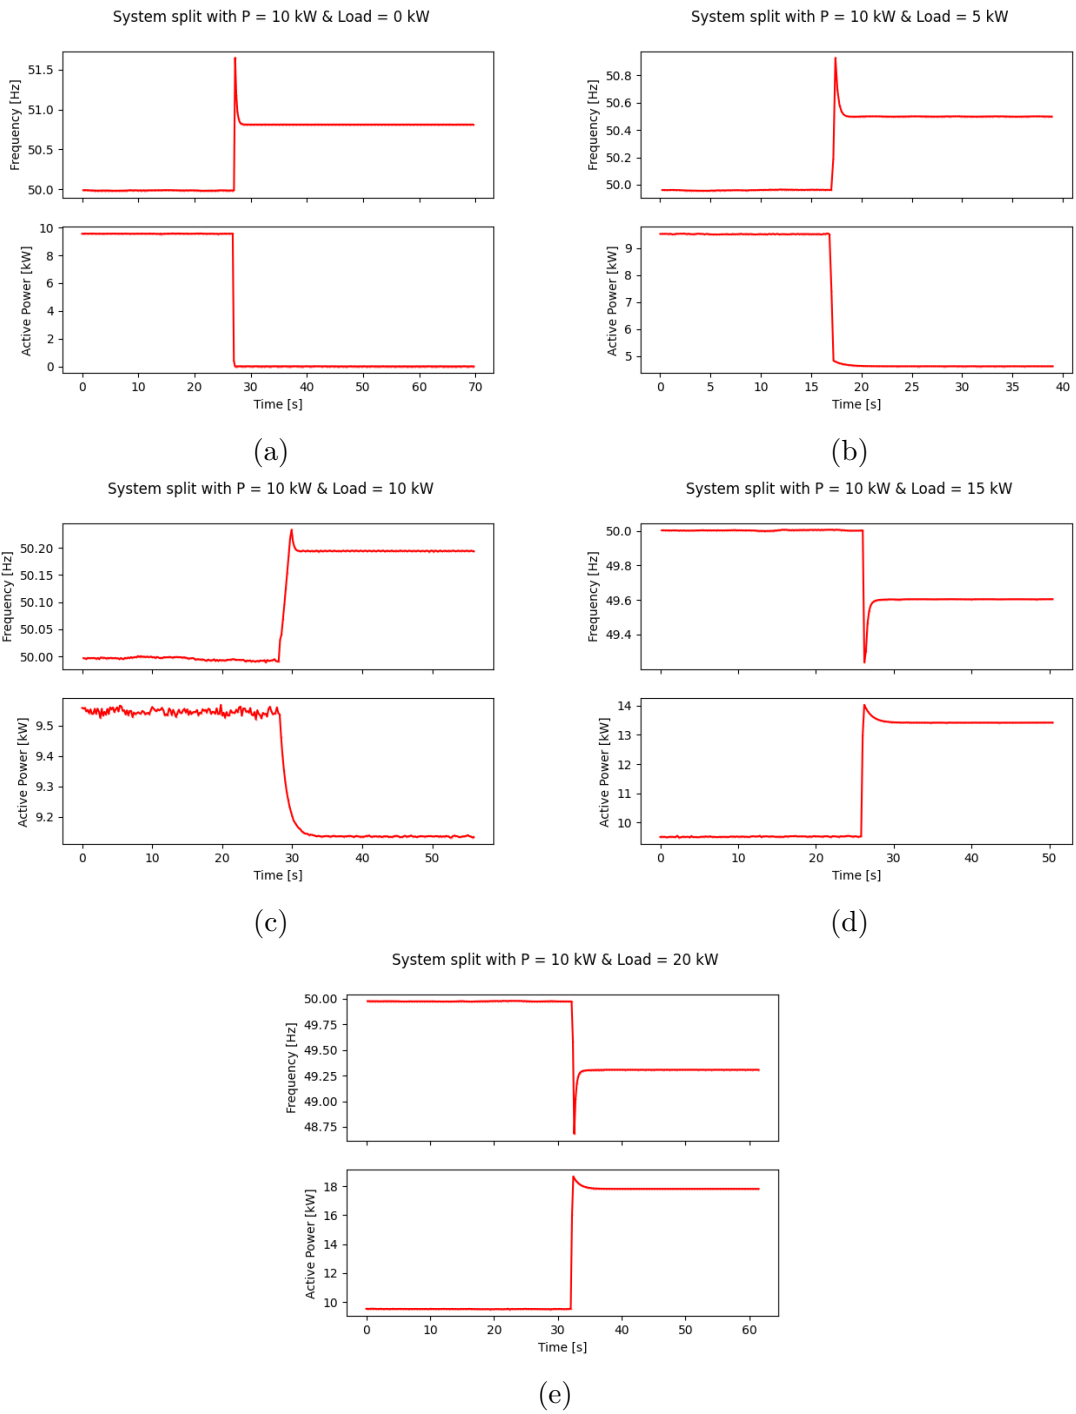 System split with P = 10 kW & Load = 0 kW
Frequency [Hz]
51.5
51.0
50.5
50.0
Active Power [kW]
10
8
6
4
2
0
0 10 20 30 40 50 60 70
Time [s]
(a)
System split with P = 10 kW & Load = 5 kW
Frequency [Hz]
50.8
50.6
50.4
50.2
50.0
Active Power [kW]
9
8
7
6
5
0 5 10 15 20 25 30 35 40
Time [s]
(b)
System split with P = 10 kW & Load = 10 kW
Frequency [Hz]
50.20
50.15
50.10
50.05
50.00
Active Power [kW]
9.5
9.4
9.3
9.2
0 10 20 30 40 50
Time [s]
(c)
System split with P = 10 kW & Load = 15 kW
Frequency [Hz]
50.0
49.8
49.6
49.4
Active Power [kW]
14
13
12
11
10
0 10 20 30 40 50
Time [s]
(d)
System split with P = 10 kW & Load = 20 kW
Frequency [Hz]
50.00
49.75
49.50
49.25
49.00
48.75
Active Power [kW]
18
16
14
12
10
0 10 20 30 40 50 60
Time [s]
(e)